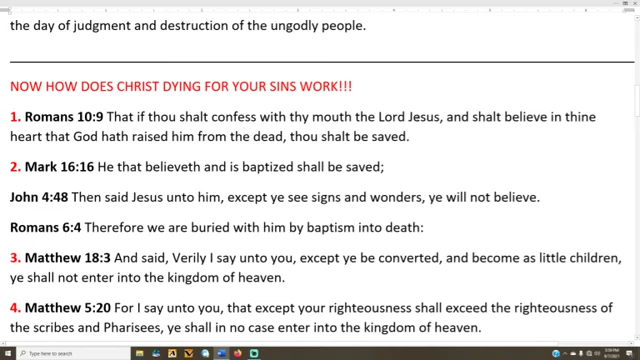 the day of judgment and destruction of the ungodly people.
NOW HOW DOES CHRIST DYING FOR YOUR SINS WORK!!!
1. Romans 10:9 That if thou shalt confess with thy mouth the Lord Jesus, and shalt believe in thine
heart that God hath raised him from the dead, thou shalt be saved.
2. Mark 16:16 He that believeth and is baptized shall be saved;
John 4:48 Then said Jesus unto him, except ye see signs and wonders, ye will not believe.
Romans 6:4 Therefore we are buried with him by baptism into death:
3. Matthew 18:3 And said, Verily I say unto you, except ye be converted, and become as little children,
ye shall not enter into the kingdom of heaven.
4. Matthew 5:20 For I say unto you, that except your righteousness shall exceed the righteousness of
the scribes and Pharisees, ye shall in no case enter into the kingdom of heaven.
Type here to search